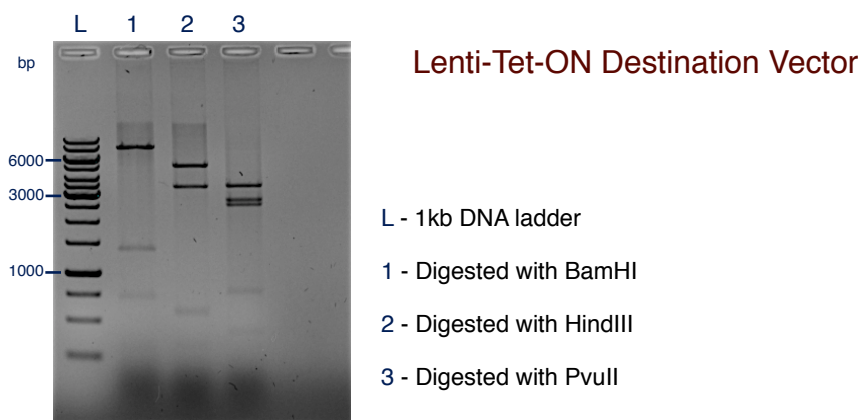 L 1 2 3
bp
Lenti-Tet-ON Destination Vector
6000
3000
L - 1kb DNA ladder
1000
1 - Digested with BamHI
2 - Digested with HindIII
3 - Digested with PvuII